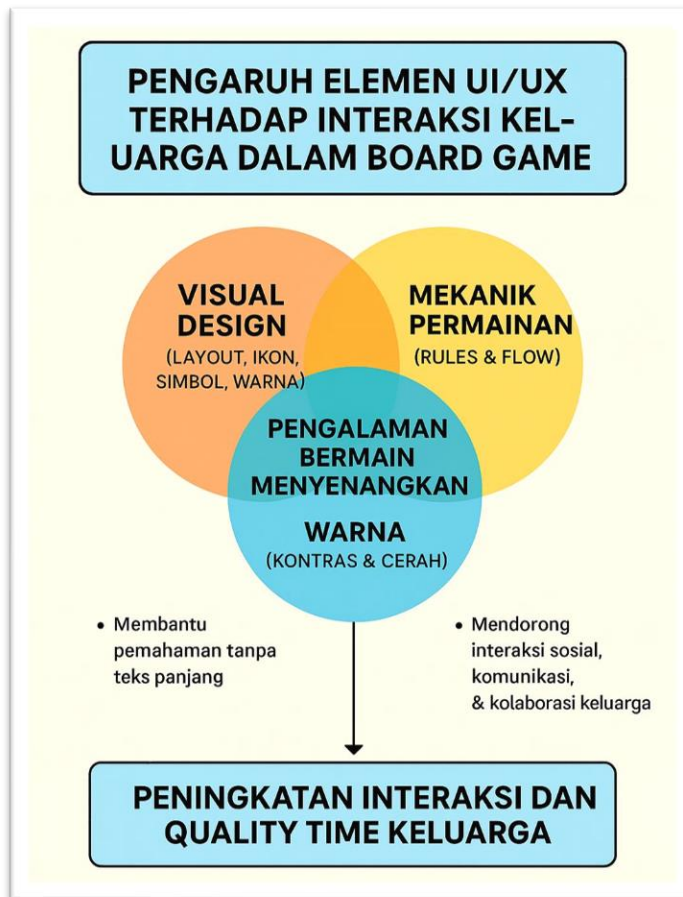 PENGARUH ELEMEN UI/UX
TERHADAP INTERAKSI KEL-
UARGA DALAM BOARD GAME
VISUAL
DESIGN
(LAYOUT, IKON,
SIMBOL, WARNA)
MEKANIK
PERMAINAN
(RULES & FLOW)
PENGALAMAN
BERMAIN
MENYENANGKAN
WARNA
(KONTRAS & CERAH)
• Membantu
pemahaman tanpa
teks panjang
• Mendorong
interaksi sosial,
komunikasi,
& kolaborasi keluarga
PENINGKATAN INTERAKSI DAN
QUALITY TIME KELUARGA